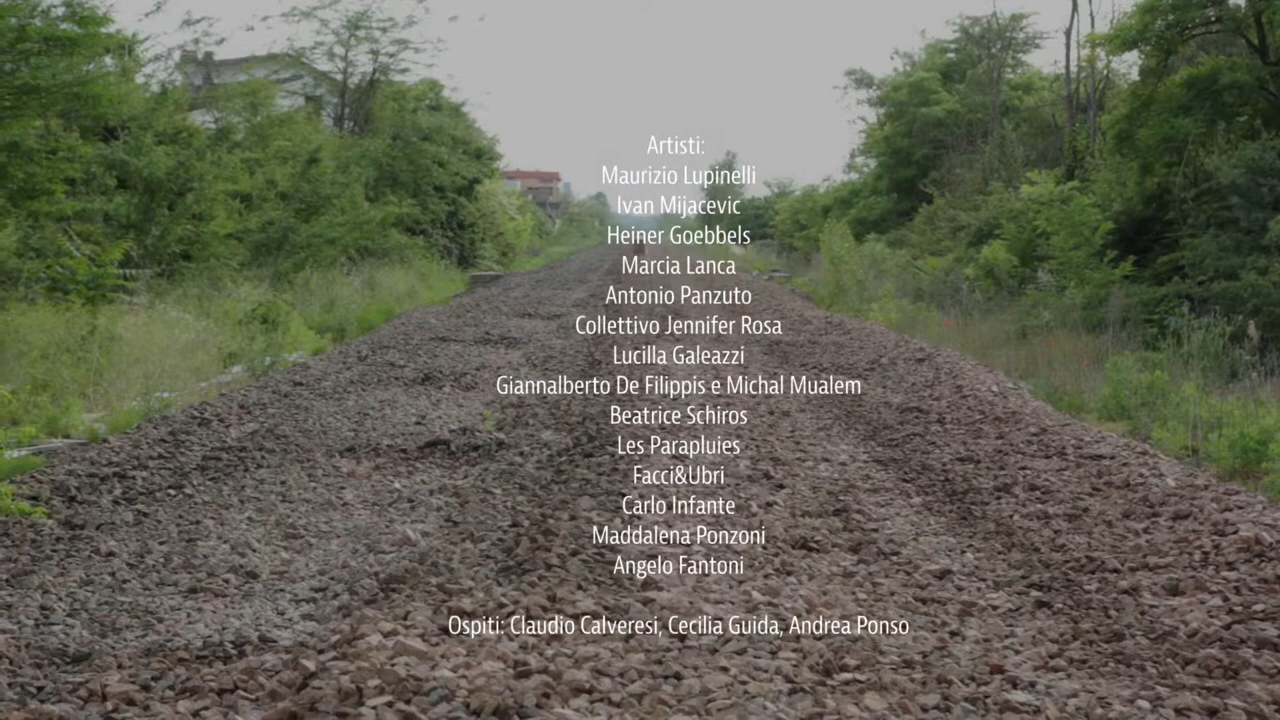 Artisti:
Maurizio Lupinelli
Ivan Mijacevic
Heiner Goebbels
Marcia Lanca
Antonio Panzuto
Collettivo Jennifer Rosa
Lucilla Galeazzi
Giannalberto De Filippis e Michal Mualem
Beatrice Schiros
Les Parapluies
Facci&Ubri
Carlo Infante
Maddalena Ponzoni
Angelo Fantoni
Ospiti: Claudio Calveresi, Cecilia Guida, Andrea Ponso